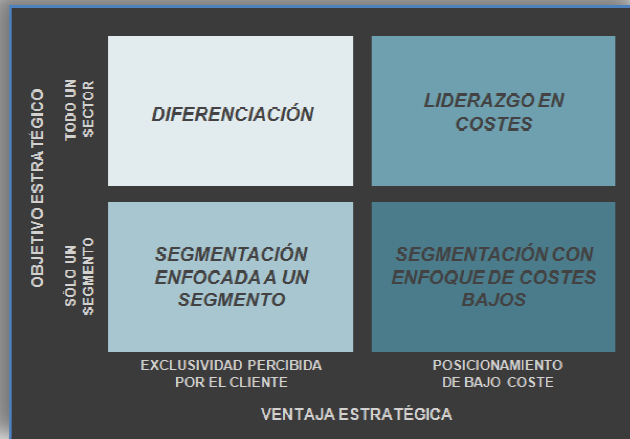 OBJETIVO ESTRATÉGICO
TODO UN
SECTOR
DIFERENCIACIÓN
LIDERAZGO EN
COSTES
SÓLO UN
SEGMENTO
SEGMENTACIÓN
ENFOCADA A UN
SEGMENTO
SEGMENTACIÓN CON
ENFOQUE DE COSTES
BAJOS
EXCLUSIVIDAD PERCIBIDA
POR EL CLIENTE
POSICIONAMIENTO
DE BAJO COSTE
VENTAJA ESTRATÉGICA